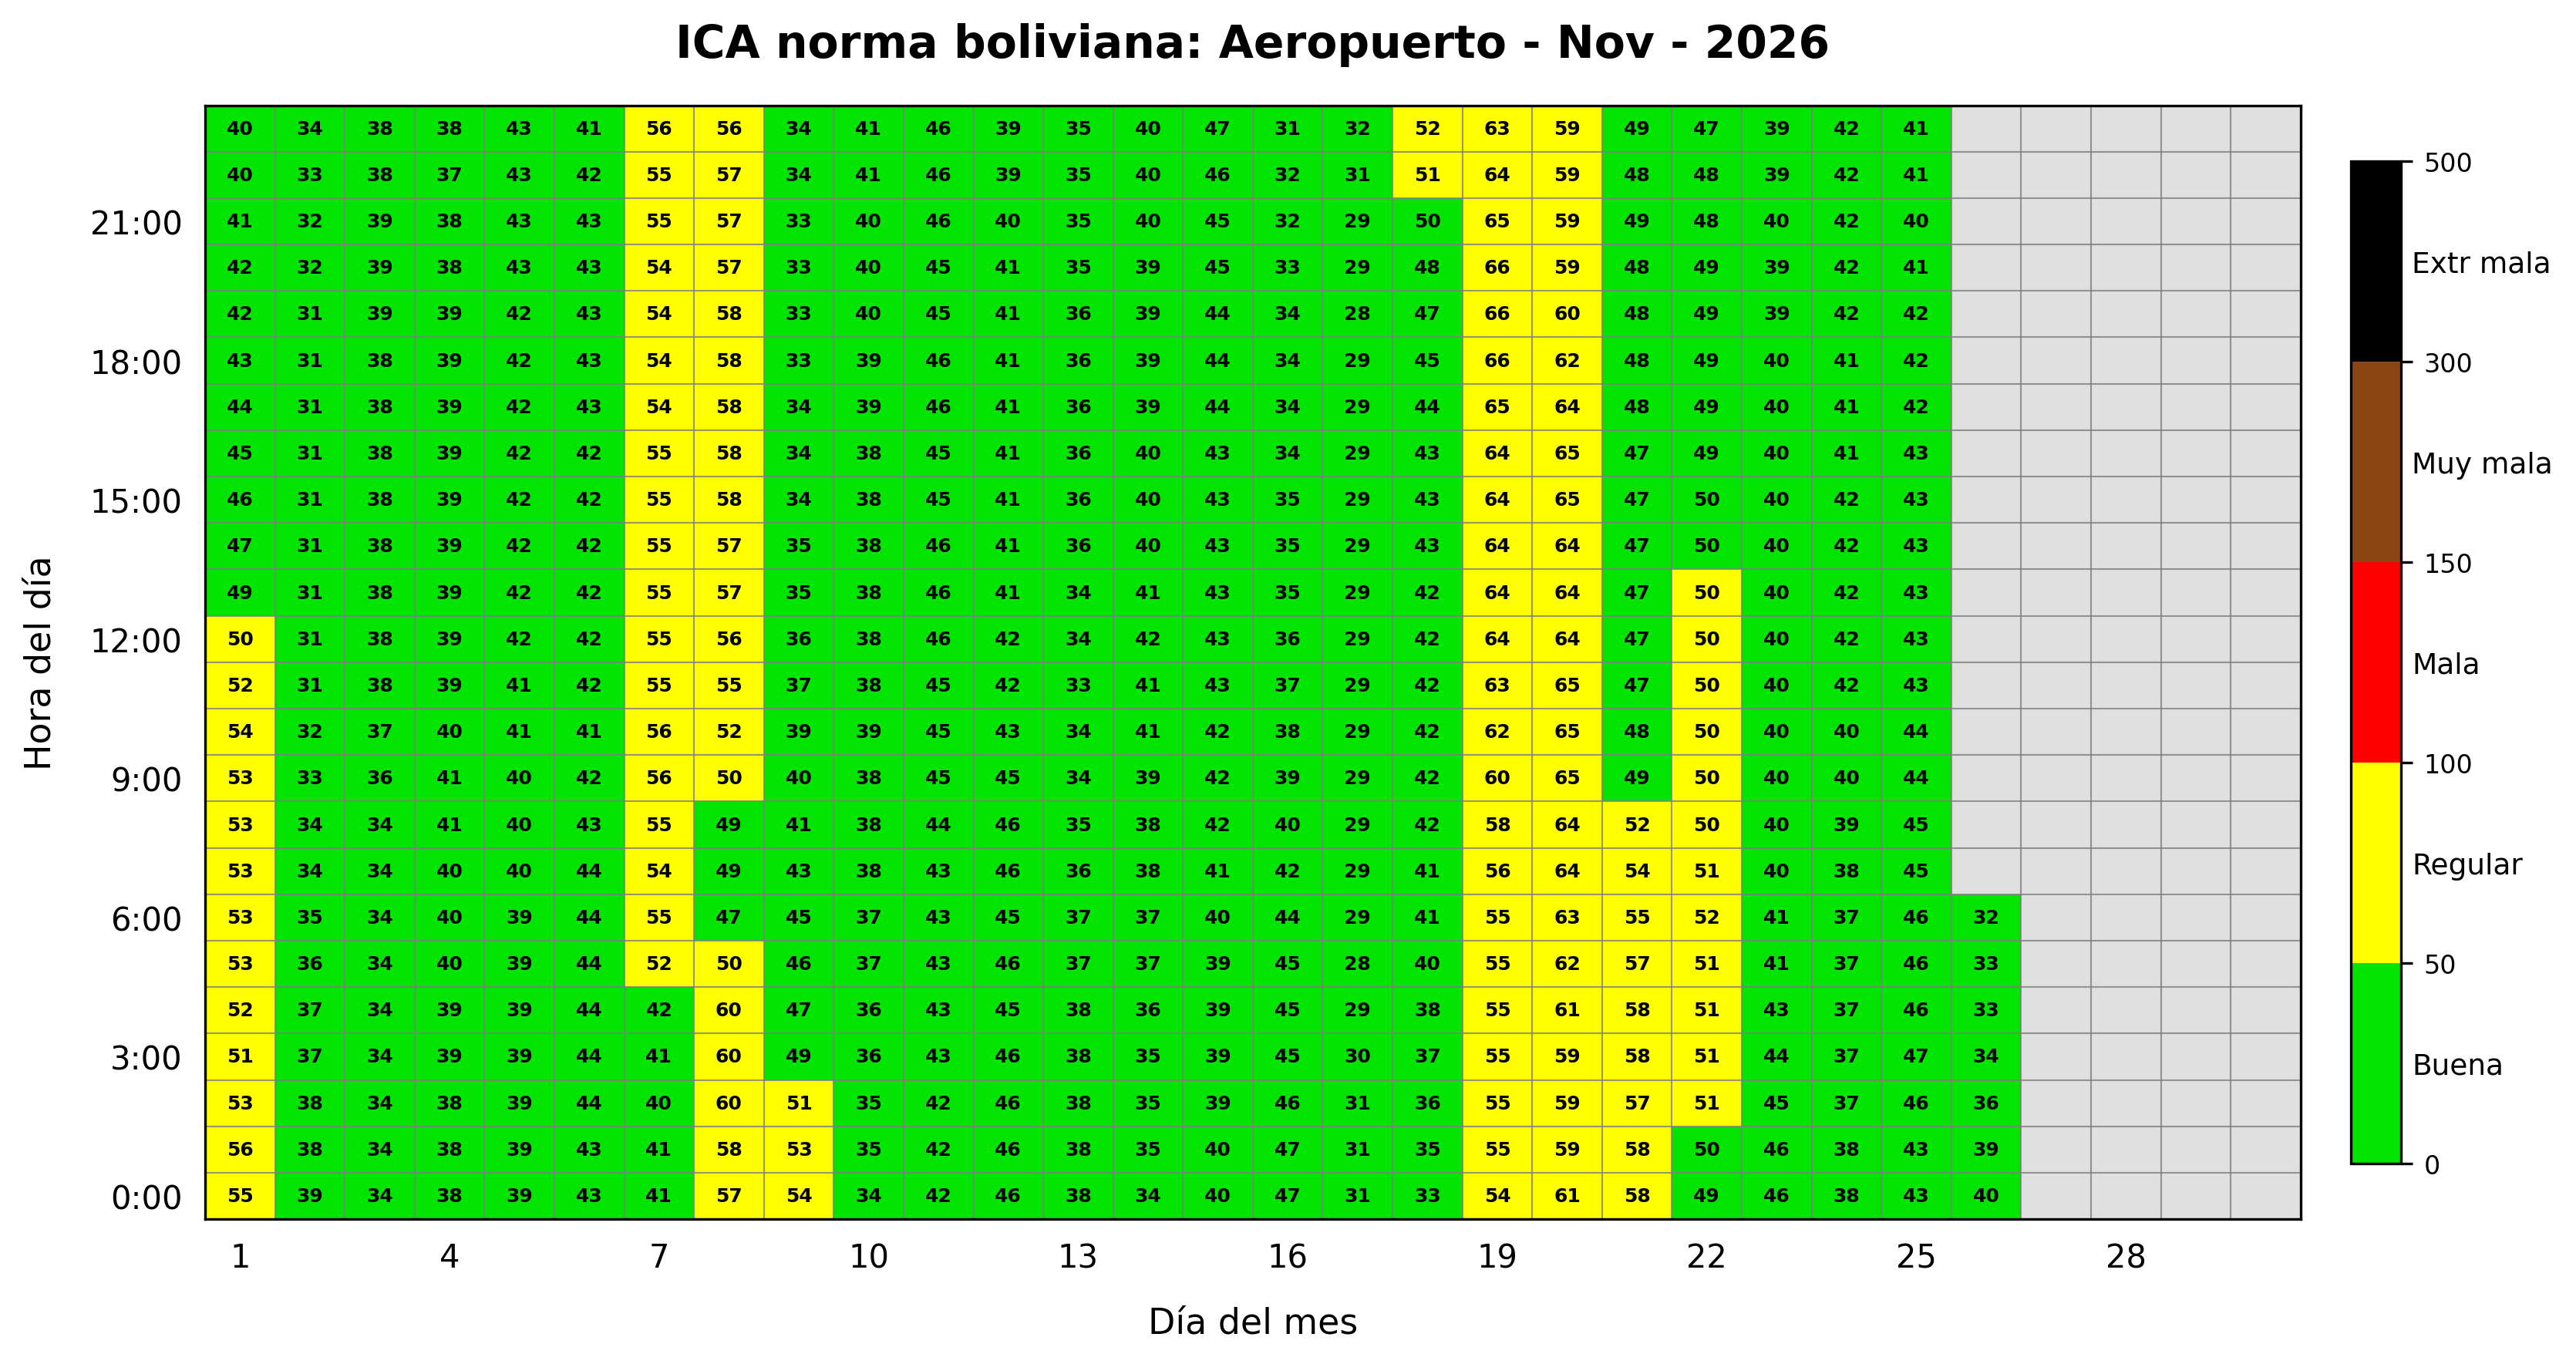 ICA norma boliviana: Aeropuerto - Nov - 2026
40 34 38 38 43 41 56 56 34 41 46 39 35 40 47 31 32 52 63 59 49 47 39 42 41
40 33 38 37 43 42 55 57 34 41 46 39 35 40 46 32 31 51 64 59 48 48 39 42 41
21:00 41 32 39 38 43 43 55 57 33 40 46 40 35 40 45 32 29 50 65 59 49 48 40 42 40
42 32 39 38 43 43 54 57 33 40 45 41 35 39 45 33 29 48 66 59 48 49 39 42 41
42 31 39 39 42 43 54 58 33 40 45 41 36 39 44 34 28 47 66 60 48 49 39 42 42
18:00 43 31 38 39 42 43 54 58 33 39 46 41 36 39 44 34 29 45 66 62 48 49 40 41 42
44 31 38 39 42 43 54 58 34 39 46 41 36 39 44 34 29 44 65 64 48 49 40 41 42
45 31 38 39 42 42 55 58 34 38 45 41 36 40 43 34 29 43 64 65 47 49 40 41 43
15:00 46 31 38 39 42 42 55 58 34 38 45 41 36 40 43 35 29 43 64 65 47 50 40 42 43
47 31 38 39 42 42 55 57 35 38 46 41 36 40 43 35 29 43 64 64 47 50 40 42 43
49 31 38 39 42 42 55 57 35 38 46 41 34 41 43 35 29 42 64 64 47 50 40 42 43
12:00 50 31 38 39 42 42 55 56 36 38 46 42 34 42 43 36 29 42 64 64 47 50 40 42 43
52 31 38 39 41 42 55 55 37 38 45 42 33 41 43 37 29 42 63 65 47 50 40 42 43
54 32 37 40 41 41 56 52 39 39 45 43 34 41 42 38 29 42 62 65 48 50 40 40 44
9:00 53 33 36 41 40 42 56 50 40 38 45 45 34 39 42 39 29 42 60 65 49 50 40 40 44
53 34 34 41 40 43 55 49 41 38 44 46 35 38 42 40 29 42 58 64 52 50 40 39 45
53 34 34 40 40 44 54 49 43 38 43 46 36 38 41 42 29 41 56 64 54 51 40 38 45
6:00 53 35 34 40 39 44 55 47 45 37 43 45 37 37 40 44 29 41 55 63 55 52 41 37 46 32
53 36 34 40 39 44 52 50 46 37 43 46 37 37 39 45 28 40 55 62 57 51 41 37 46 33
52 37 34 39 39 44 42 60 47 36 43 45 38 36 39 45 29 38 55 61 58 51 43 37 46 33
3:00 51 37 34 39 39 44 41 60 49 36 43 46 38 35 39 45 30 37 55 59 58 51 44 37 47 34
53 38 34 38 39 44 40 60 51 35 42 46 38 35 39 46 31 36 55 59 57 51 45 37 46 36
56 38 34 38 39 43 41 58 53 35 42 46 38 35 40 47 31 35 55 59 58 50 46 38 43 39
0:00 55 39 34 38 39 43 41 57 54 34 42 46 38 34 40 47 31 33 54 61 58 49 46 38 43 40
1 4 7 10 13 16 19 22 25 28
Día del mes
Hora del día
500
Extr mala
300
Muy mala
150
Mala
100
Regular
50
Buena
0